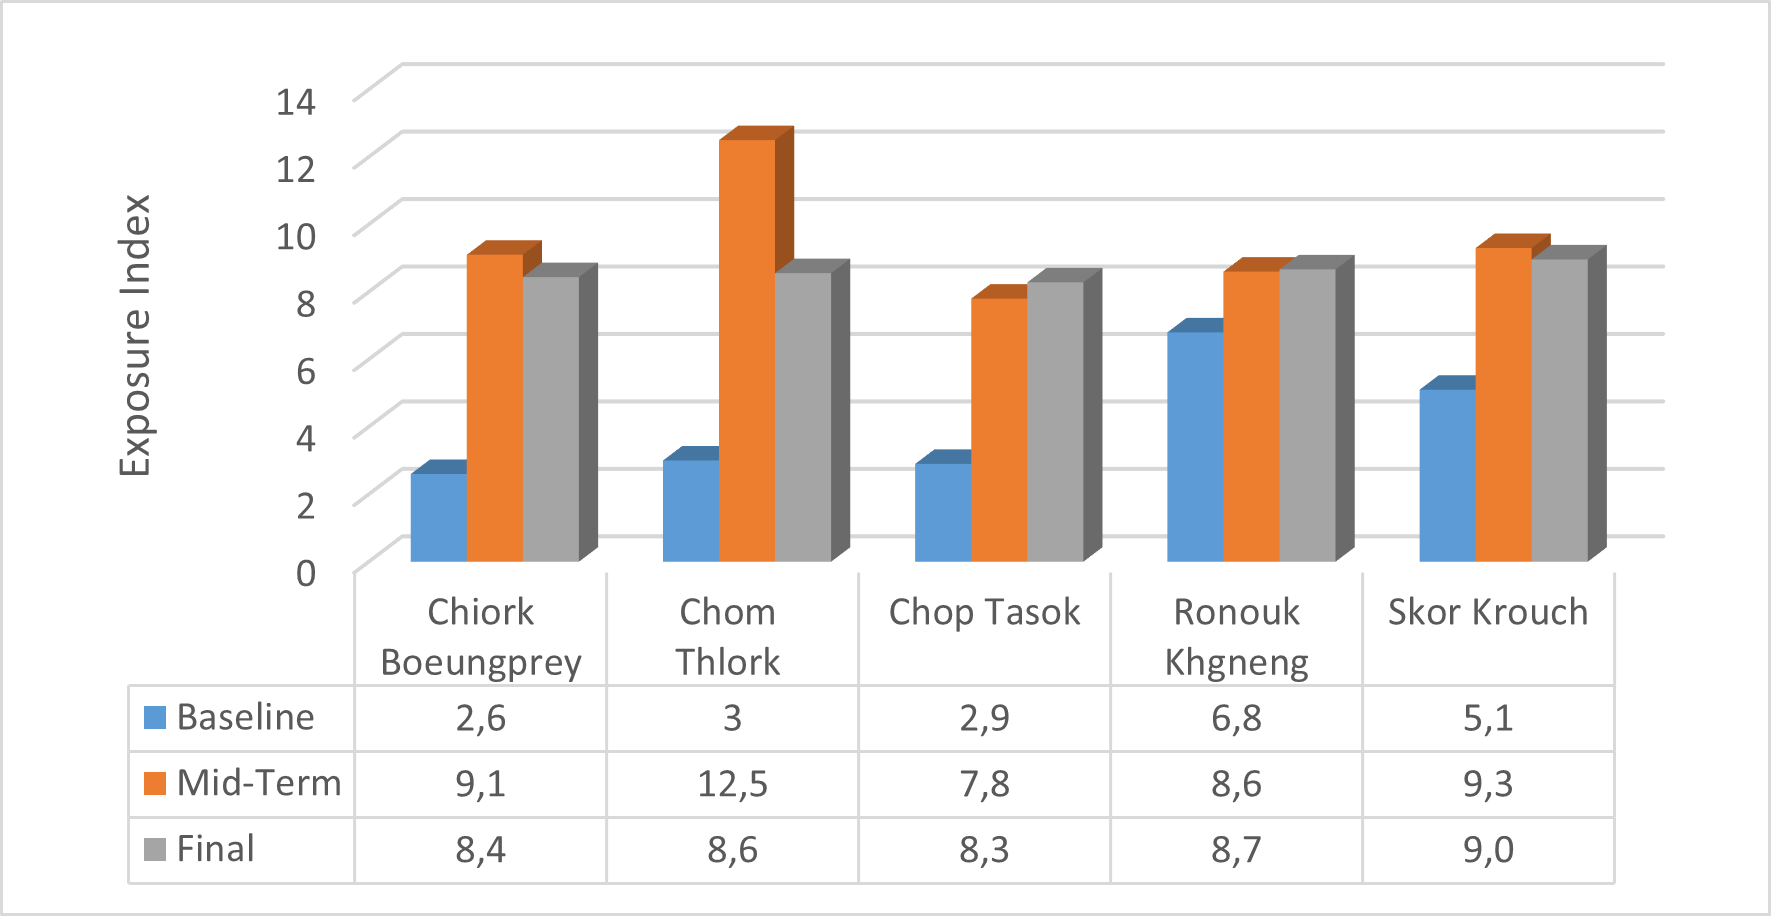 Exposure Index
14
12
10
8
6
4
2
0
Chiork Boeungprey
Chom Thlork
Chop Tasok
Ronouk Khgneng
Skor Krouch
Baseline 2,6 3 2,9 6,8 5,1
Mid-Term 9,1 12,5 7,8 8,6 9,3
Final 8,4 8,6 8,3 8,7 9,0